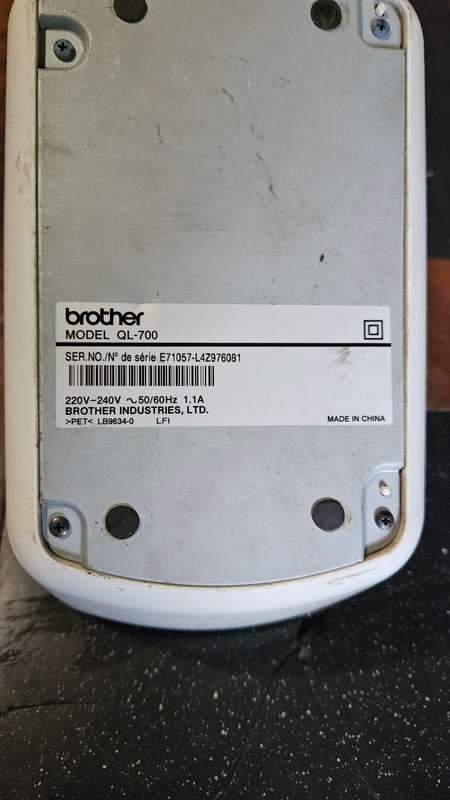 brother
MODEL QL-700
SER.NO./Nº de série E71057-L4Z976081
220V-240V ∿50/60Hz 1.1A
BROTHER INDUSTRIES, LTD.
>PET< LB9634-0 LFI MADE IN CHINA